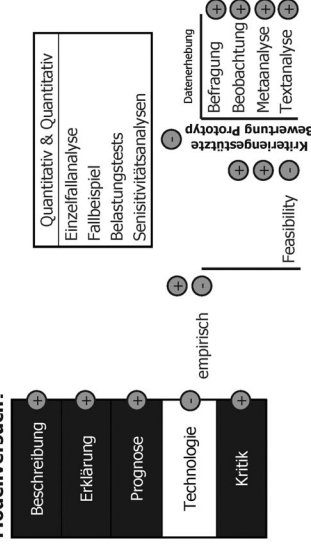 Modellversuch:
Beschreibung +
Erklärung +
Prognose +
Technologie -
Kritik +
empirisch
+
-
Quantitativ & Quantitativ
Einzelfallanalyse
Fallbeispiel
Belastungstests
Senisitivitätsanalysen
Feasibility
+
+
-
Kriteriengestützte
Bewertung Prototyp
-
Datenerhebung
Befragung +
Beobachtung +
Metaanalyse +
Textanalyse +